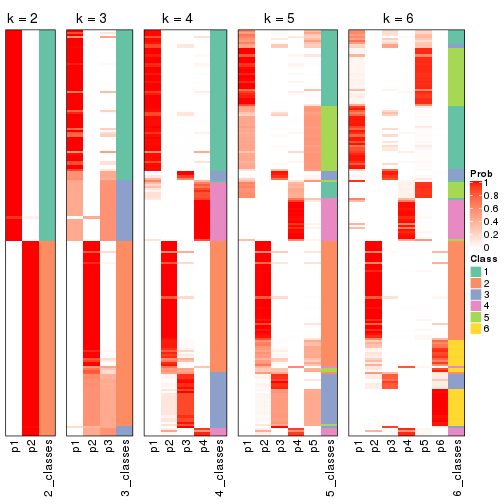 k = 2
k = 3
k = 4
k = 5
k = 6
p1
p2
2_classes
p1
p2
p3
3_classes
p1
p2
p3
p4
4_classes
p1
p2
p3
p4
p5
5_classes
p1
p2
p3
p4
p5
p6
6_classes
Prob
1
0.8
0.6
0.4
0.2
0
Class
1
2
3
4
5
6